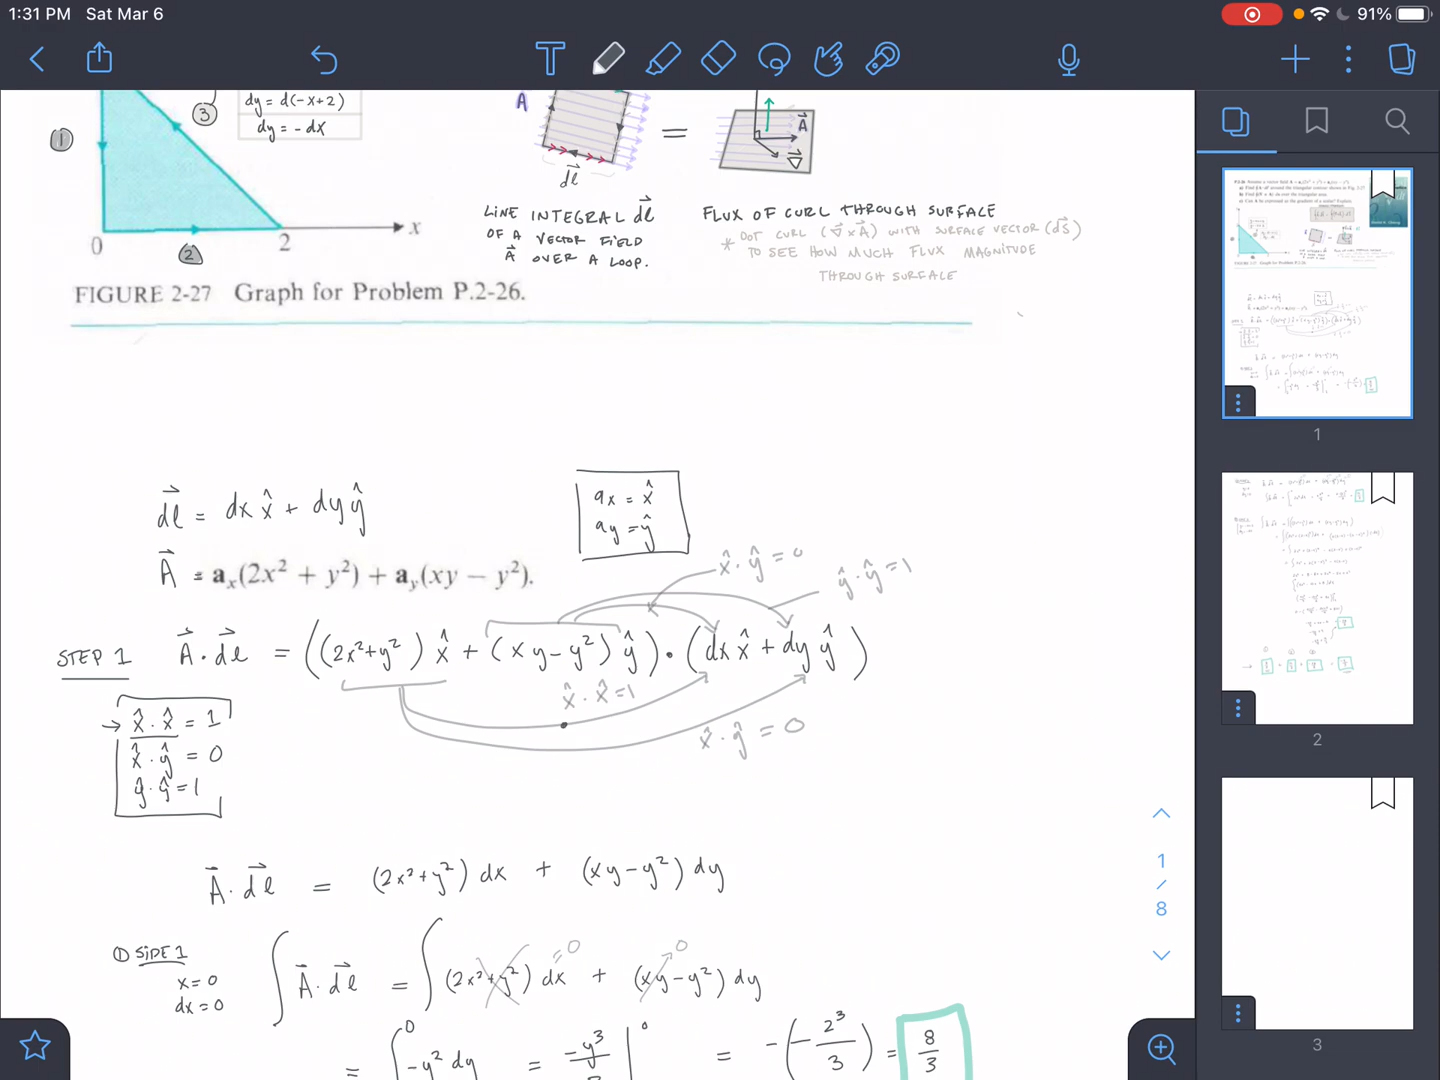 1:31 PM Sat Mar 6
91%
T
A
3
dy = d(-x+2)
dy = -dx
1
0
2
2
x
dl
=
A
∇
LINE INTEGRAL dl
OF A VECTOR FIELD
A OVER A LOOP.
FLUX OF CURL THROUGH SURFACE
* DOT CURL (∇×A) WITH SURFACE VECTOR (dS)
TO SEE HOW MUCH FLUX MAGNITUDE
THROUGH SURFACE
FIGURE 2-27 Graph for Problem P.2-26.
dl = dx x̂ + dy ŷ
ax = x̂
ay = ŷ
A = ax(2x² + y²) + ay(xy − y²).
x̂·ŷ = 0
ŷ·ŷ = 1
STEP 1 A·dl = ((2x²+y²) x̂ + (xy−y²) ŷ)·(dx x̂ + dy ŷ)
x̂·x̂ = 1
x̂·ŷ = 0
→ x̂·x̂ = 1
x̂·ŷ = 0
ŷ·ŷ = 1
A·dl = (2x²+y²) dx + (xy−y²) dy
① SIDE 1
x=0
dx=0
∫ A·dl = ∫ (2x²+y²) dx = 0 + (xy−y²) dy
0
= ∫ 0 −y² dy = −y³ | 0 = −(−2³/3) = 8/3
1
/
8
1
2
3